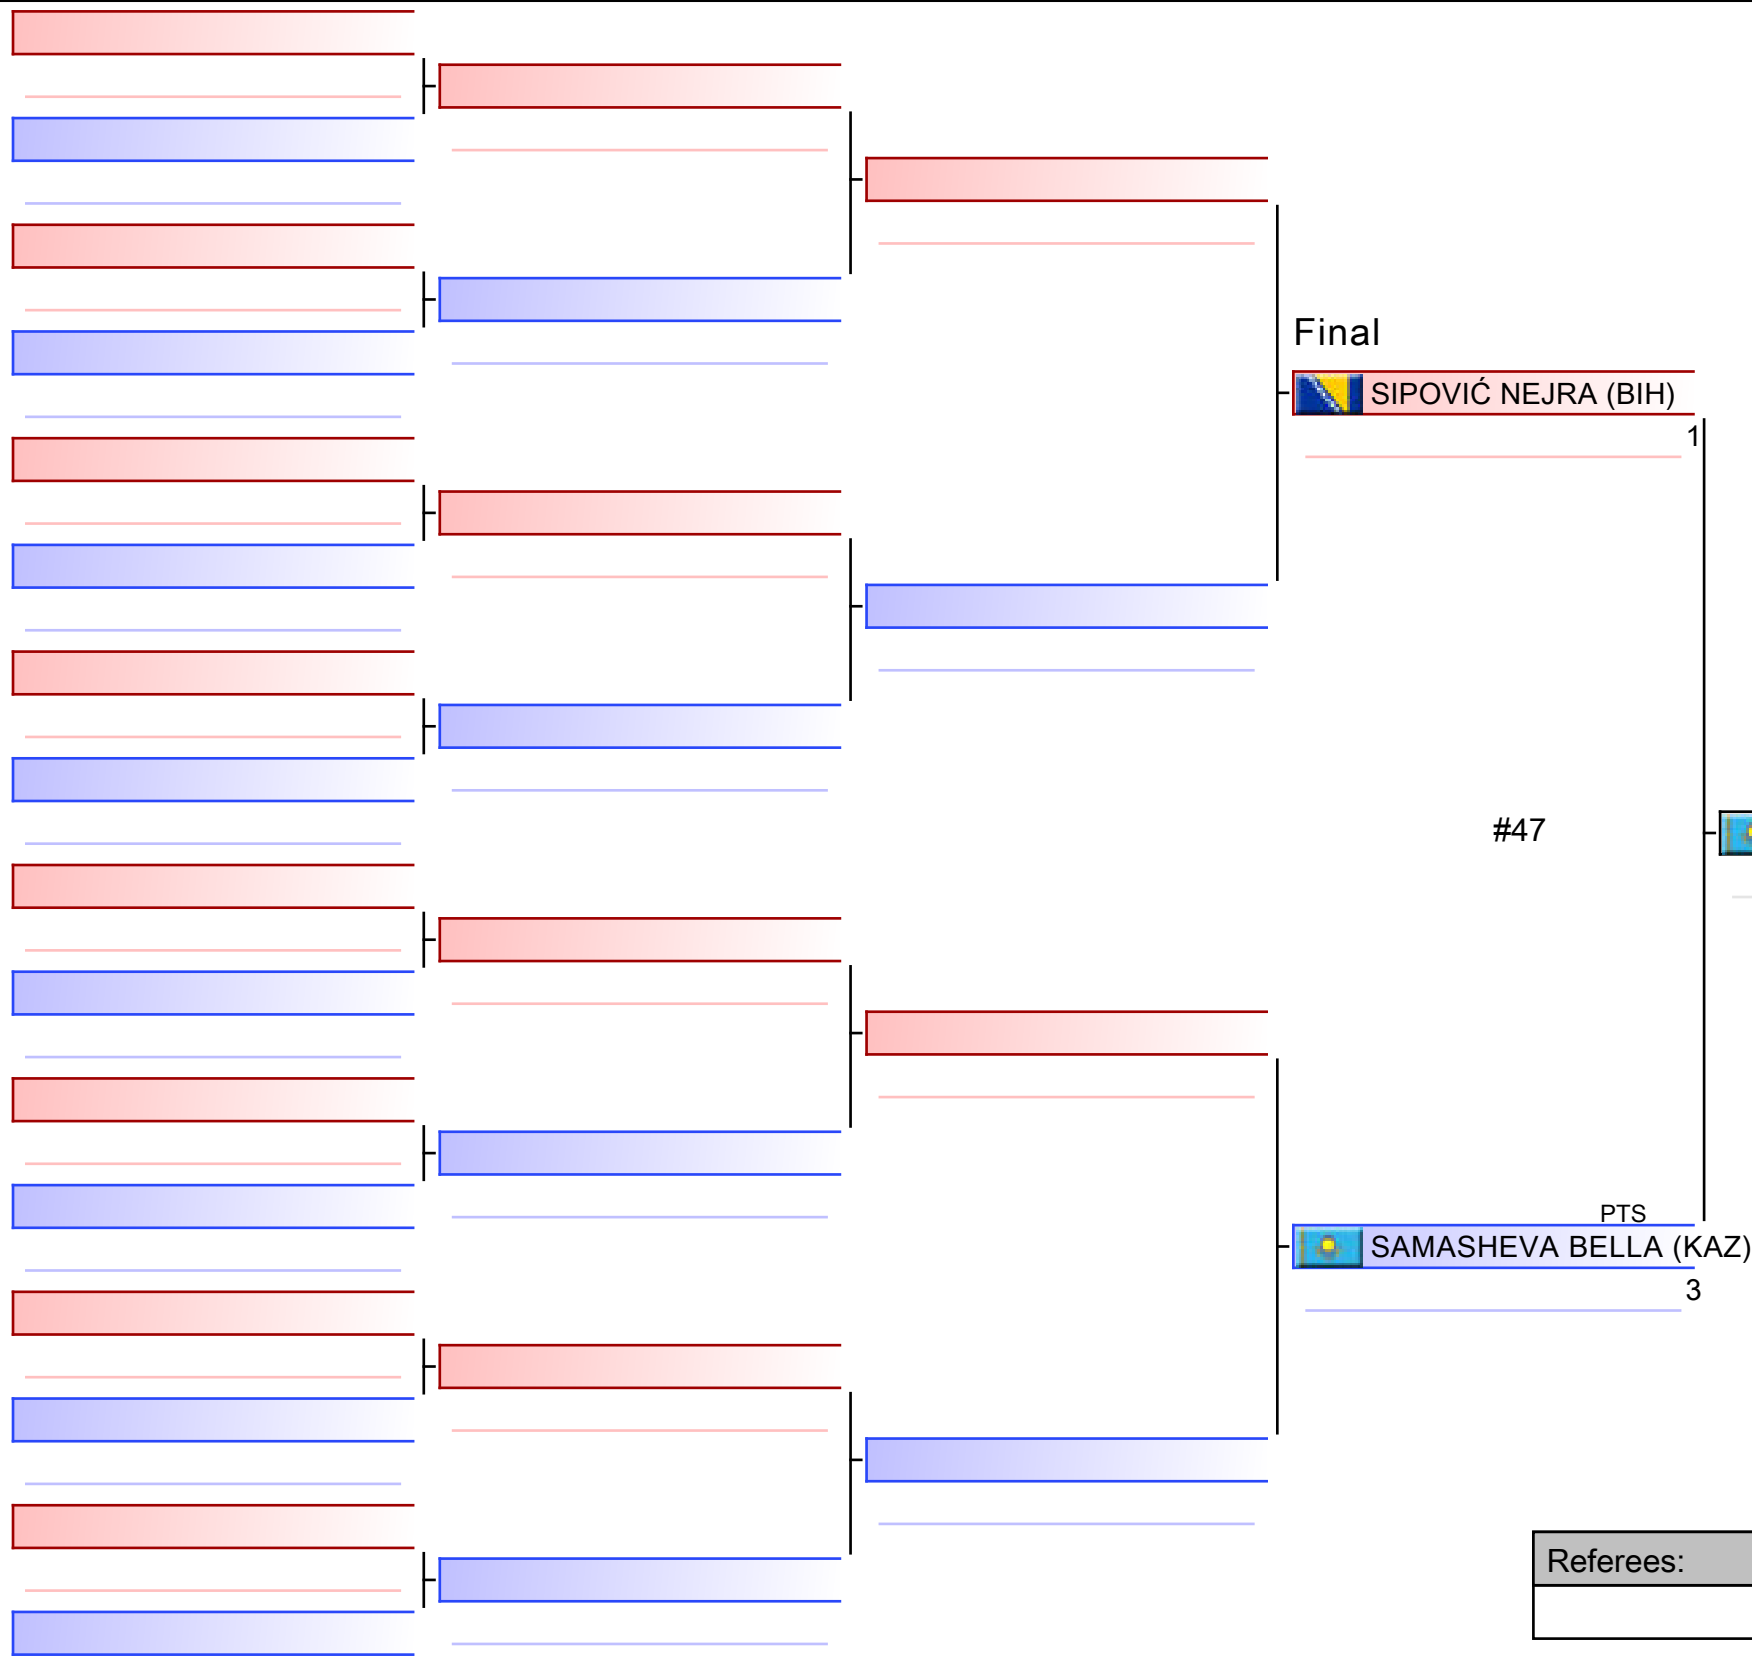 Final
SIPOVIĆ NEJRA (BIH)
1
#47
PTS
SAMASHEVA BELLA (KAZ)
3
Referees: